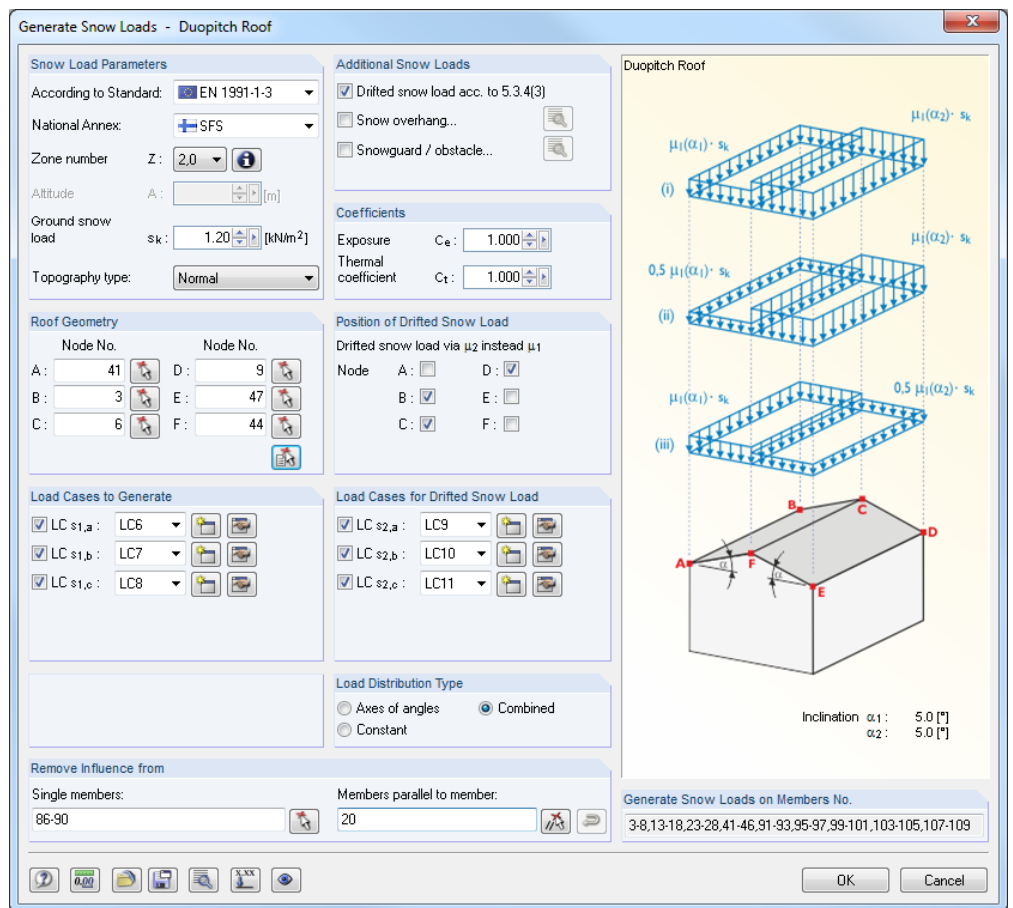 Generate Snow Loads - Duopitch Roof
Snow Load Parameters
According to Standard: EN 1991-1-3
National Annex: SFS
Zone number Z : 2,0
Altitude A : [m]
Ground snow
load sk : 1.20 [kN/m²]
Topography type: Normal
Additional Snow Loads
Drifted snow load acc. to 5.3.4(3)
Snow overhang...
Snowguard / obstacle...
Coefficients
Exposure Ce : 1.000
Thermal
coefficient Ct : 1.000
Roof Geometry
Node No. Node No.
A : 41 D : 9
B : 3 E : 47
C : 6 F : 44
Position of Drifted Snow Load
Drifted snow load via μ2 instead μ1
Node A : D :
B : E :
C : F :
Load Cases to Generate
LC s1,a : LC6
LC s1,b : LC7
LC s1,c : LC8
Load Cases for Drifted Snow Load
LC s2,a : LC9
LC s2,b : LC10
LC s2,c : LC11
Load Distribution Type
Axes of angles Combined
Constant
Remove Influence from
Single members: Members parallel to member:
86-90 20
Duopitch Roof
μ1(α2)· sk
μ1(α1)· sk
(i)
μ1(α2)· sk
0,5 μ1(α1)· sk
(ii)
0,5 μ1(α2)· sk
μ1(α1)· sk
(iii)
B C
D
A α F α
E
Inclination α1 : 5.0 [°]
α2 : 5.0 [°]
Generate Snow Loads on Members No.
3-8,13-18,23-28,41-46,91-93,95-97,99-101,103-105,107-109
0.00 x.xx
OK Cancel